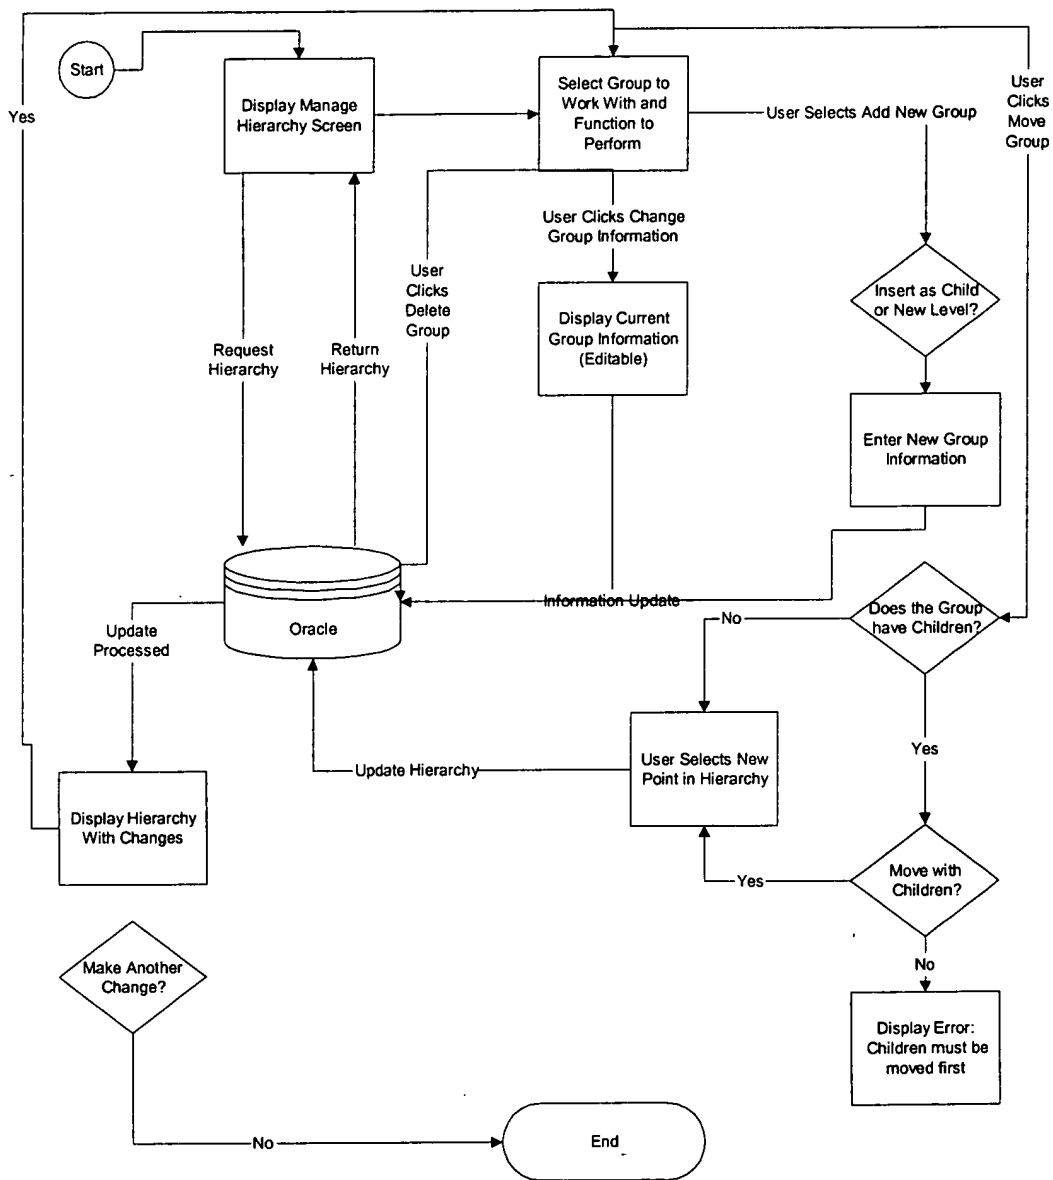 Start
Yes
Display Manage
Hierarchy Screen
Select Group to
Work With and
Function to
Perform
User Selects Add New Group
User
Clicks
Move
Group
User Clicks Change
Group Information
User
Clicks
Delete
Group
Insert as Child
or New Level?
Display Current
Group Information
(Editable)
Request
Hierarchy
Return
Hierarchy
Enter New Group
Information
Oracle
Information Update
Does the Group
have Children?
No
Update
Processed
Yes
User Selects New
Point in Hierarchy
Update Hierarchy
Display Hierarchy
With Changes
Move with
Children?
Yes
No
Make Another
Change?
Display Error:
Children must be
moved first
No
End